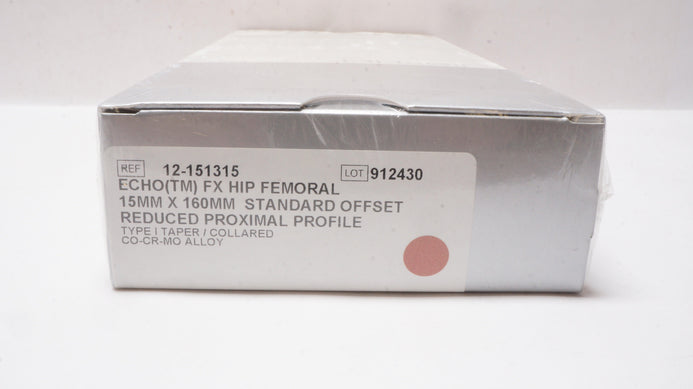 REF 12-151315 LOT 912430
ECHO(TM) FX HIP FEMORAL
15MM X 160MM STANDARD OFFSET
REDUCED PROXIMAL PROFILE
TYPE I TAPER / COLLARED
CO-CR-MO ALLOY